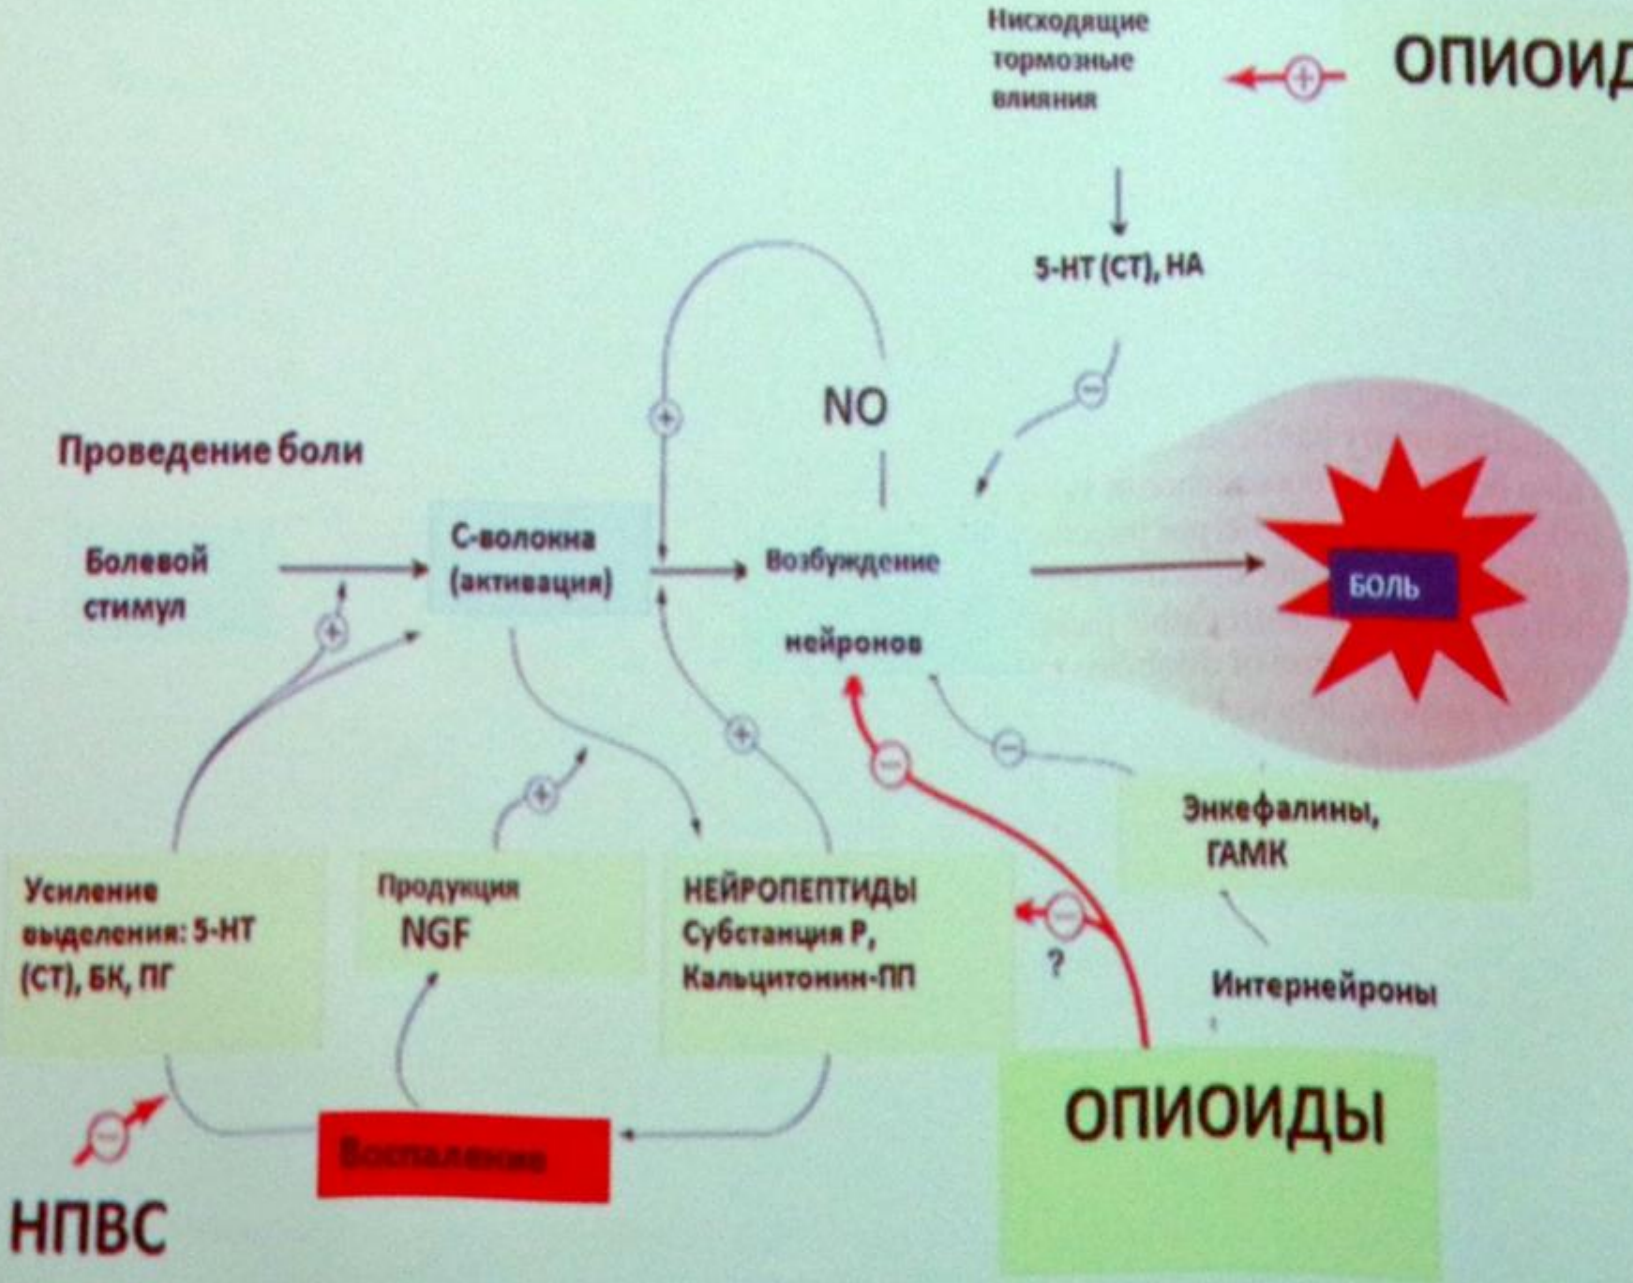 Нисходящие
тормозные
влияния
+
ОПИОИД
5-НТ (СТ), НА
−
NO
+
Проведение боли
Болевой
стимул
+
С-волокна
(активация)
Возбуждение
нейронов
БОЛЬ
+
+
−
−
Энкефалины,
ГАМК
Усиление
выделения: 5-НТ
(СТ), БК, ПГ
Продукция
NGF
НЕЙРОПЕПТИДЫ
Субстанция Р,
Кальцитонин-ПП
−
?
Интернейроны
ОПИОИДЫ
−
Воспаление
НПВС